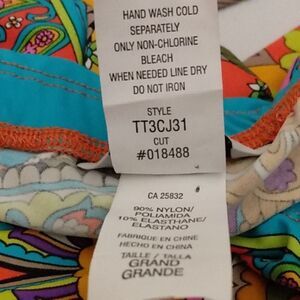 HAND WASH COLD
SEPARATELY
ONLY NON-CHLORINE
BLEACH
WHEN NEEDED LINE DRY
DO NOT IRON
STYLE
TT3CJ31
CUT
#018488
CA 25832
90% NYLON/
POLIAMIDA
10% ELASTHANE/
ELASTANO
FABRIQUE EN CHINE
HECHO EN CHINA
TAILLE / TALLA
GRAND
GRANDE